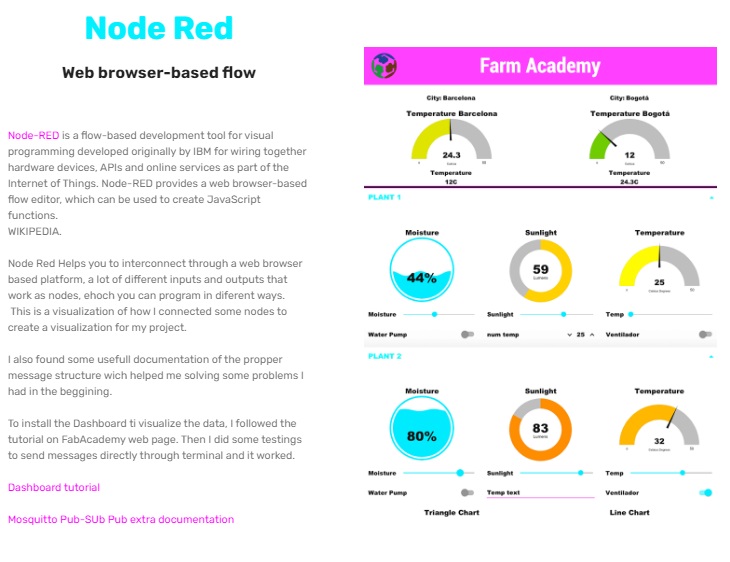 Node Red
Web browser-based flow
Node-RED is a flow-based development tool for visual
programming developed originally by IBM for wiring together
hardware devices, APIs and online services as part of the
Internet of Things. Node-RED provides a web browser-based
flow editor, which can be used to create JavaScript
functions.
WIKIPEDIA.
Node Red Helps you to interconnect through a web browser
based platform, a lot of different inputs and outputs that
work as nodes, ehoch you can program in diferent ways.
This is a visualization of how I connected some nodes to
create a visualization for my project.
I also found some usefull documentation of the propper
message structure wich helped me solving some problems I
had in the beggining.
To install the Dashboard ti visualize the data, I followed the
tutorial on FabAcademy web page. Then I did some testings
to send messages directly through terminal and it worked.
Dashboard tutorial
Mosquitto Pub-SUb Pub extra documentation
Farm Academy
City: Barcelona City: Bogotá
Temperature Barcelona Temperature Bogotá
24.3 12
Temperature Temperature
12C 24.3C
PLANT 1
Moisture Sunlight Temperature
44% 59 25
Lumens
0 50
Moisture Sunlight Temp
Water Pump num temp 25 Ventilador
PLANT 2
Moisture Sunlight Temperature
80% 83 32
Lumens
0 50
Moisture Sunlight Temp
Water Pump Temp text Ventilador
Triangle Chart Line Chart